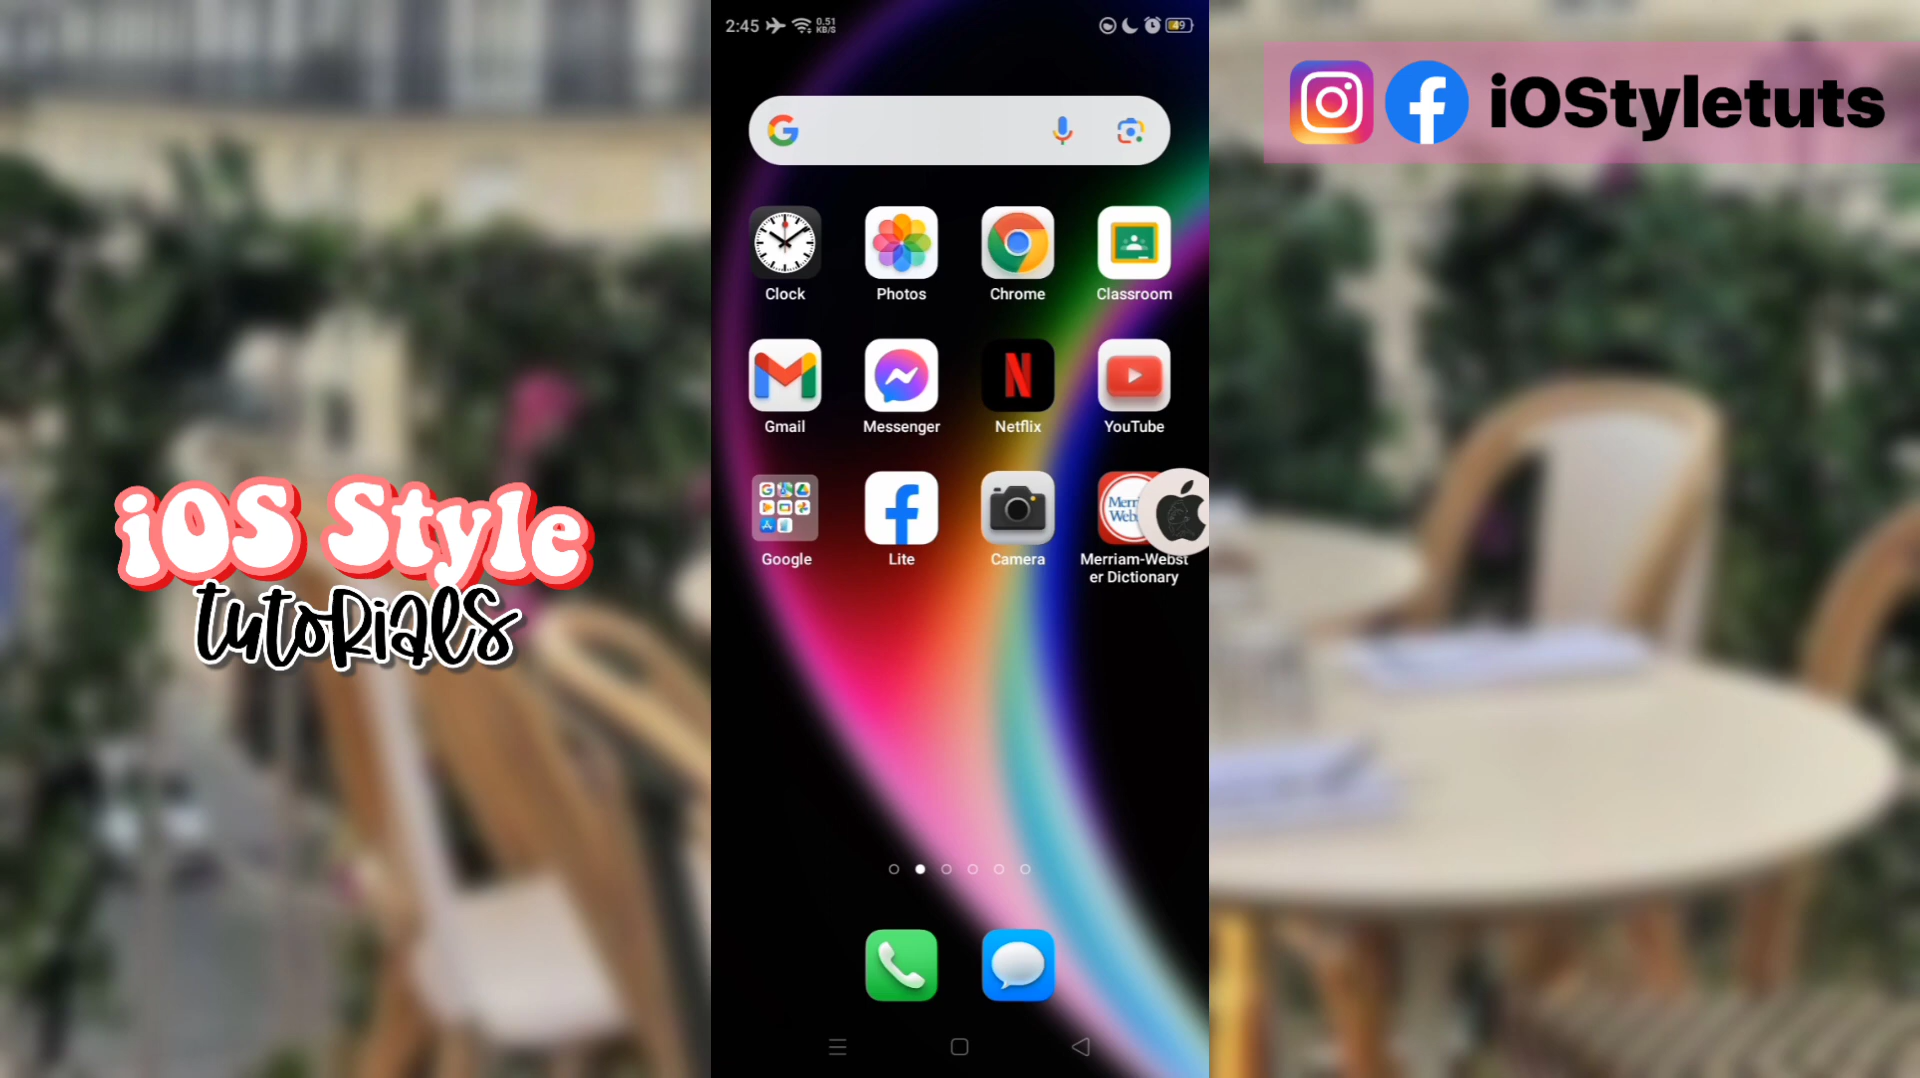 2:45 0.51 KB/S 49
iOStyletuts
Clock Photos Chrome Classroom
Gmail Messenger Netflix YouTube
Google Lite Camera Merriam-Webst
er Dictionary
iOS Style
tutorials